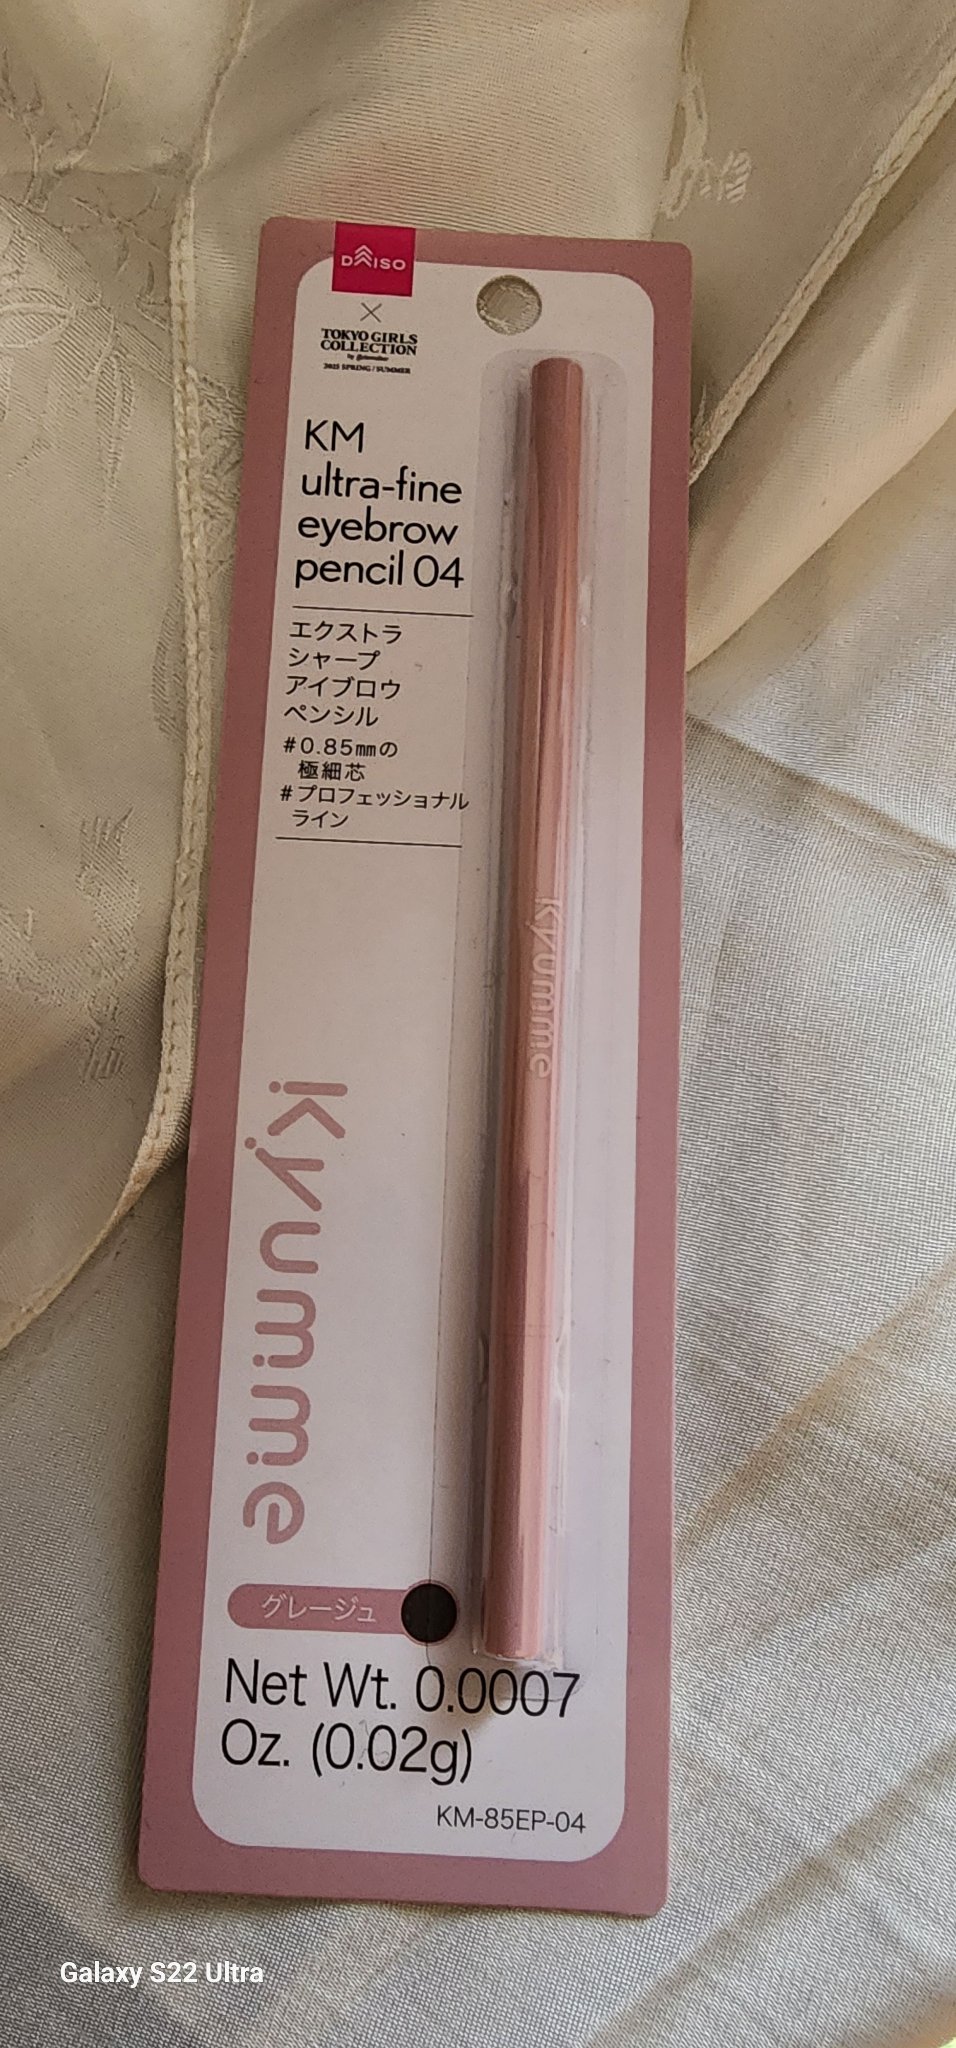 DAISO
×
TOKYO GIRLS
COLLECTION
2025 SPRING / SUMMER
KM
ultra-fine
eyebrow
pencil 04
エクストラ
シャープ
アイブロウ
ペンシル
#0.85㎜の
極細芯
#プロフェッショナル
ライン
Kyumme
Kyumme
グレージュ
Net Wt. 0.0007
Oz. (0.02g)
KM-85EP-04
Galaxy S22 Ultra